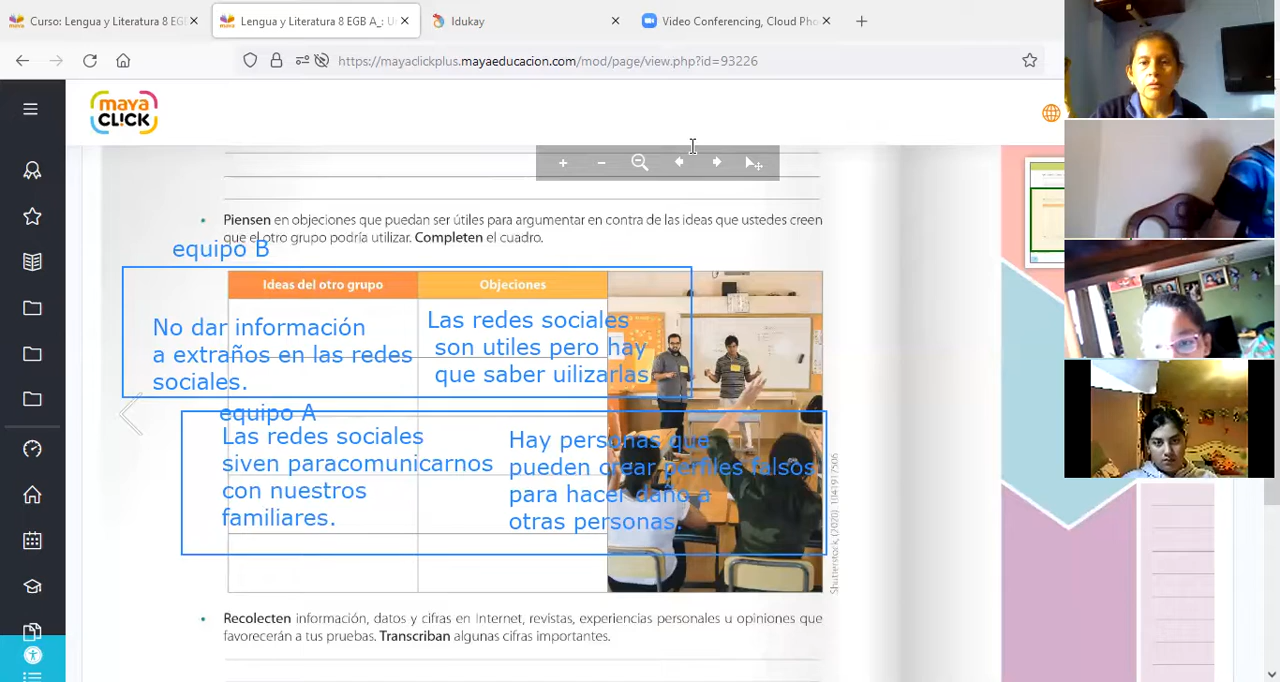 Curso: Lengua y Literatura 8 EGB
Lengua y Literatura 8 EGB A_: U
Idukay
Video Conferencing, Cloud Pho
https://mayaclickplus.mayaeducacion.com/mod/page/view.php?id=93226
maya
CLICK
Piensen en objeciones que puedan ser útiles para argumentar en contra de las ideas que ustedes creen
que el otro grupo podría utilizar. Completen el cuadro.
equipo B
Ideas del otro grupo
Objeciones
No dar información
a extraños en las redes
sociales.
Las redes sociales
son utiles pero hay
que saber uilizarlas.
equipo A
Las redes sociales
siven paracomunicarnos
con nuestros
familiares.
Hay personas que
pueden crear perfiles falsos
para hacer daño a
otras personas.
Shutterstock, (2020). 1041917506
Recolecten información, datos y cifras en Internet, revistas, experiencias personales u opiniones que
favorecerán a tus pruebas. Transcriban algunas cifras importantes.